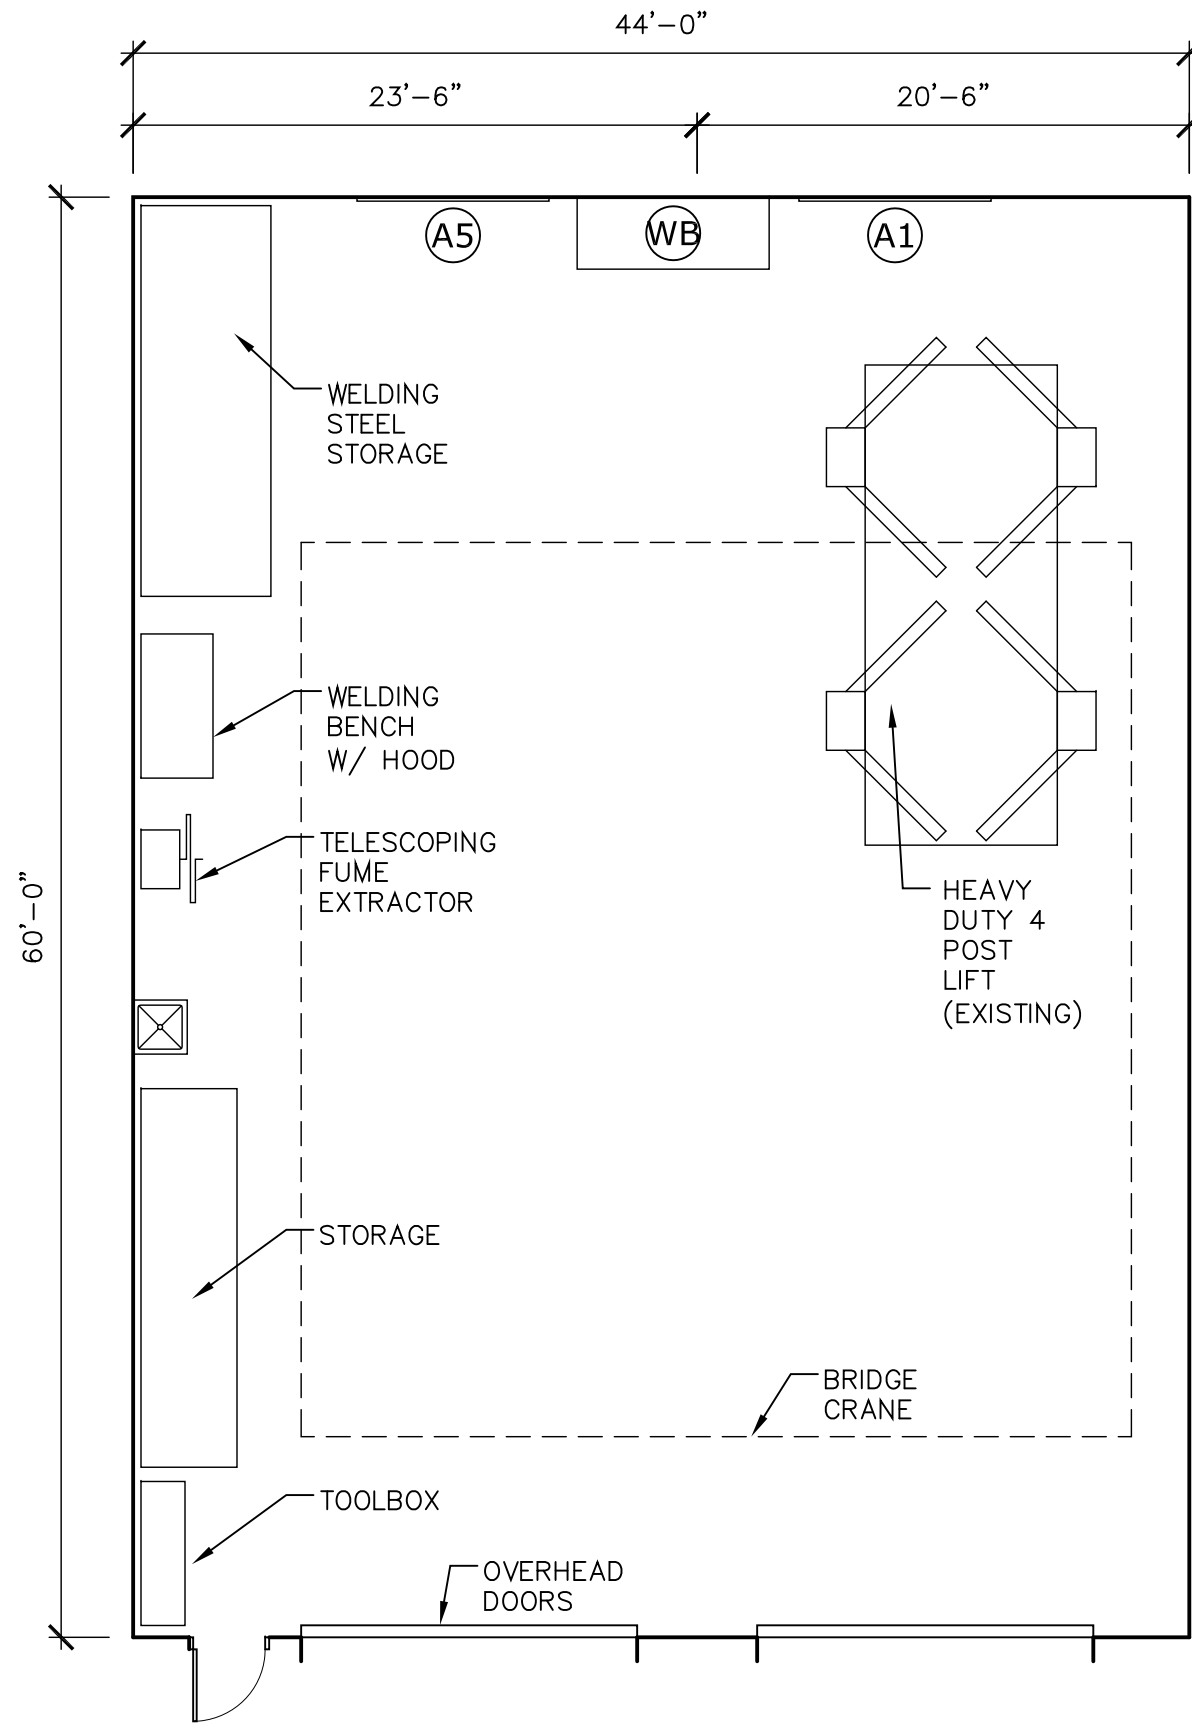 44'-0"
23'-6"
20'-6"
A5
WB
A1
WELDING
STEEL
STORAGE
WELDING
BENCH
W/ HOOD
TELESCOPING
FUME
EXTRACTOR
60'-0"
HEAVY
DUTY 4
POST
LIFT
(EXISTING)
STORAGE
BRIDGE
CRANE
TOOLBOX
OVERHEAD
DOORS